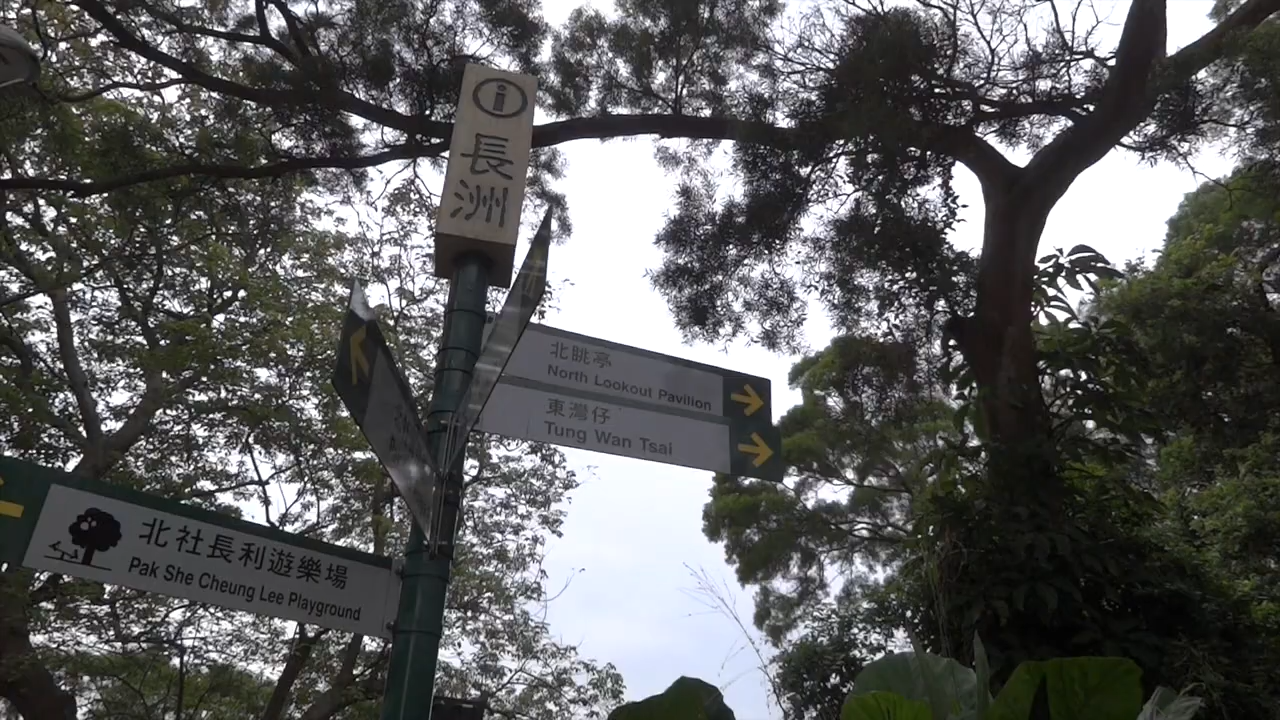 i
長
洲
北眺亭
North Lookout Pavilion
東灣仔
Tung Wan Tsai
北社長利遊樂場
Pak She Cheung Lee Playground